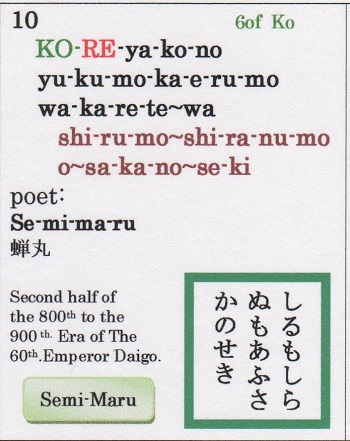 10
6of Ko
KO-RE-ya-ko-no
yu-ku-mo-ka-e-ru-mo
wa-ka-re-te~wa
shi-ru-mo~shi-ra-nu-mo
o~sa-ka-no~se-ki
poet:
Se-mi-ma-ru
蝉丸
Second half of
the 800th to the
900th. Era of The
60th.Emperor Daigo.
Semi-Maru
しるもしら
ぬもあふさ
かのせき